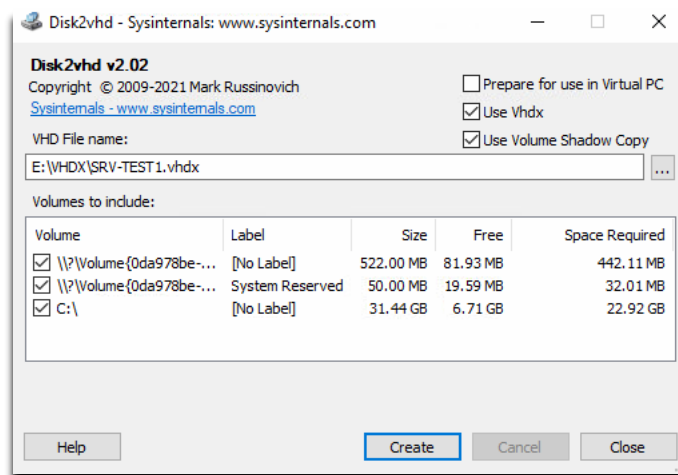 Disk2vhd - Sysinternals: www.sysinternals.com
Disk2vhd v2.02
Copyright © 2009-2021 Mark Russinovich
Sysinternals - www.sysinternals.com
Prepare for use in Virtual PC
Use Vhdx
Use Volume Shadow Copy
VHD File name:
E:\VHDX\SRV-TEST1.vhdx
...
Volumes to include:
Volume Label Size Free Space Required
\\?\Volume{0da978be-... [No Label] 522.00 MB 81.93 MB 442.11 MB
\\?\Volume{0da978be-... System Reserved 50.00 MB 19.59 MB 32.01 MB
C:\ [No Label] 31.44 GB 6.71 GB 22.92 GB
Help Create Cancel Close